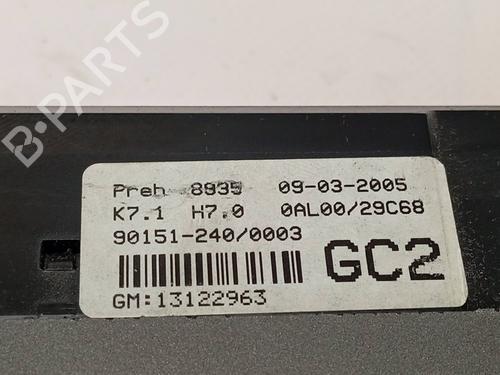 B-PARTS
Preh 8935 09-03-2005
K7.1 H7.0 0AL00/29C68
90151-240/0003
GC2
GM:13122963